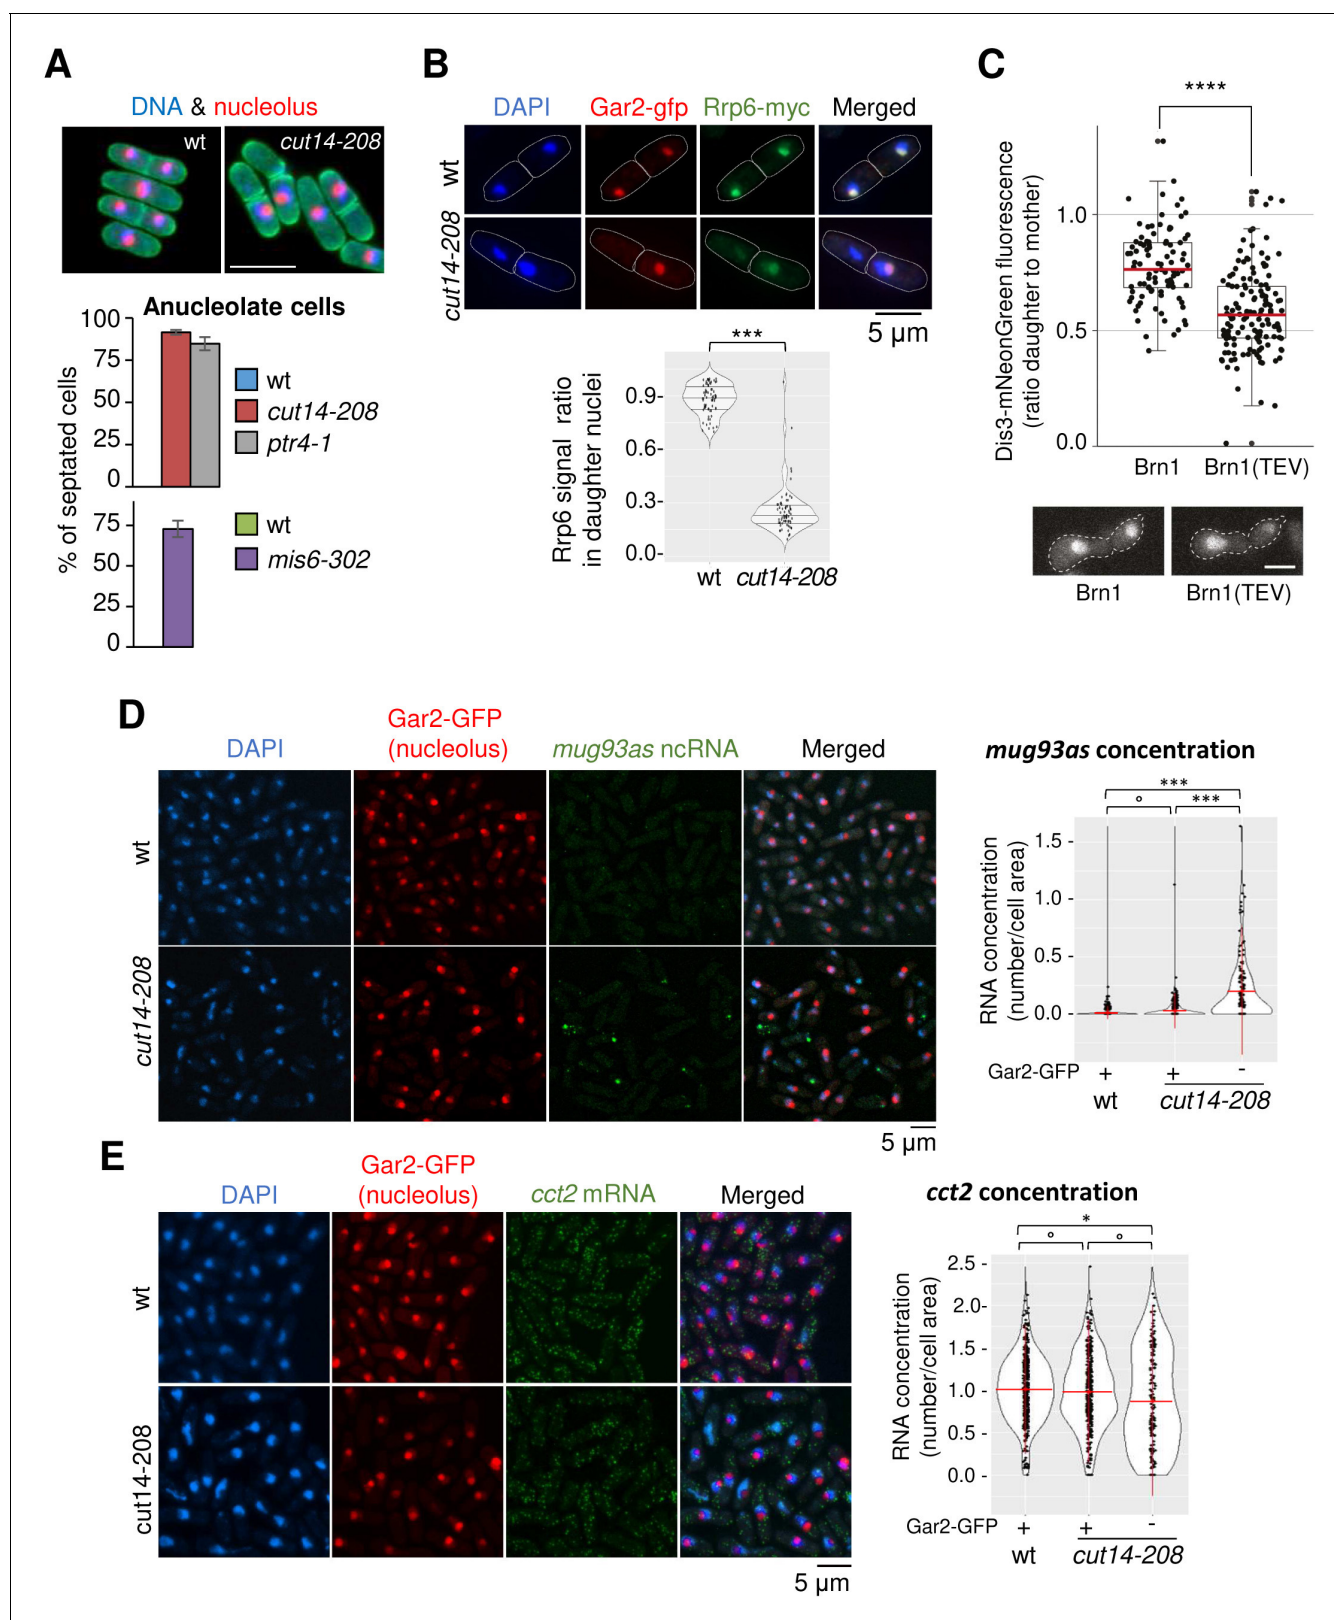 A
DNA & nucleolus
wt
cut14-208
Anucleolate cells
% of septated cells
100
75
50
25
0
wt
cut14-208
ptr4-1
75
50
25
0
wt
mis6-302
B
DAPI
Gar2-gfp
Rrp6-myc
Merged
wt
cut14-208
5 µm
***
Rrp6 signal ratio
in daughter nuclei
0.9-
0.6-
0.3-
0.0-
wt
cut14-208
C
****
Dis3-mNeonGreen fluorescence
(ratio daughter to mother)
1.0
0.5
0.0
Brn1
Brn1(TEV)
Brn1
Brn1(TEV)
D
DAPI
Gar2-GFP
(nucleolus)
mug93as ncRNA
Merged
wt
cut14-208
5 µm
mug93as concentration
***
° ***
RNA concentration
(number/cell area)
1.5 -
1.0 -
0.5 -
0.0 -
Gar2-GFP + + -
wt cut14-208
E
DAPI
Gar2-GFP
(nucleolus)
cct2 mRNA
Merged
wt
cut14-208
5 µm
cct2 concentration
*
° °
RNA concentration
(number/cell area)
2.5 -
2.0-
1.5 -
1.0 -
0.5 -
0.0 -
Gar2-GFP + + -
wt cut14-208